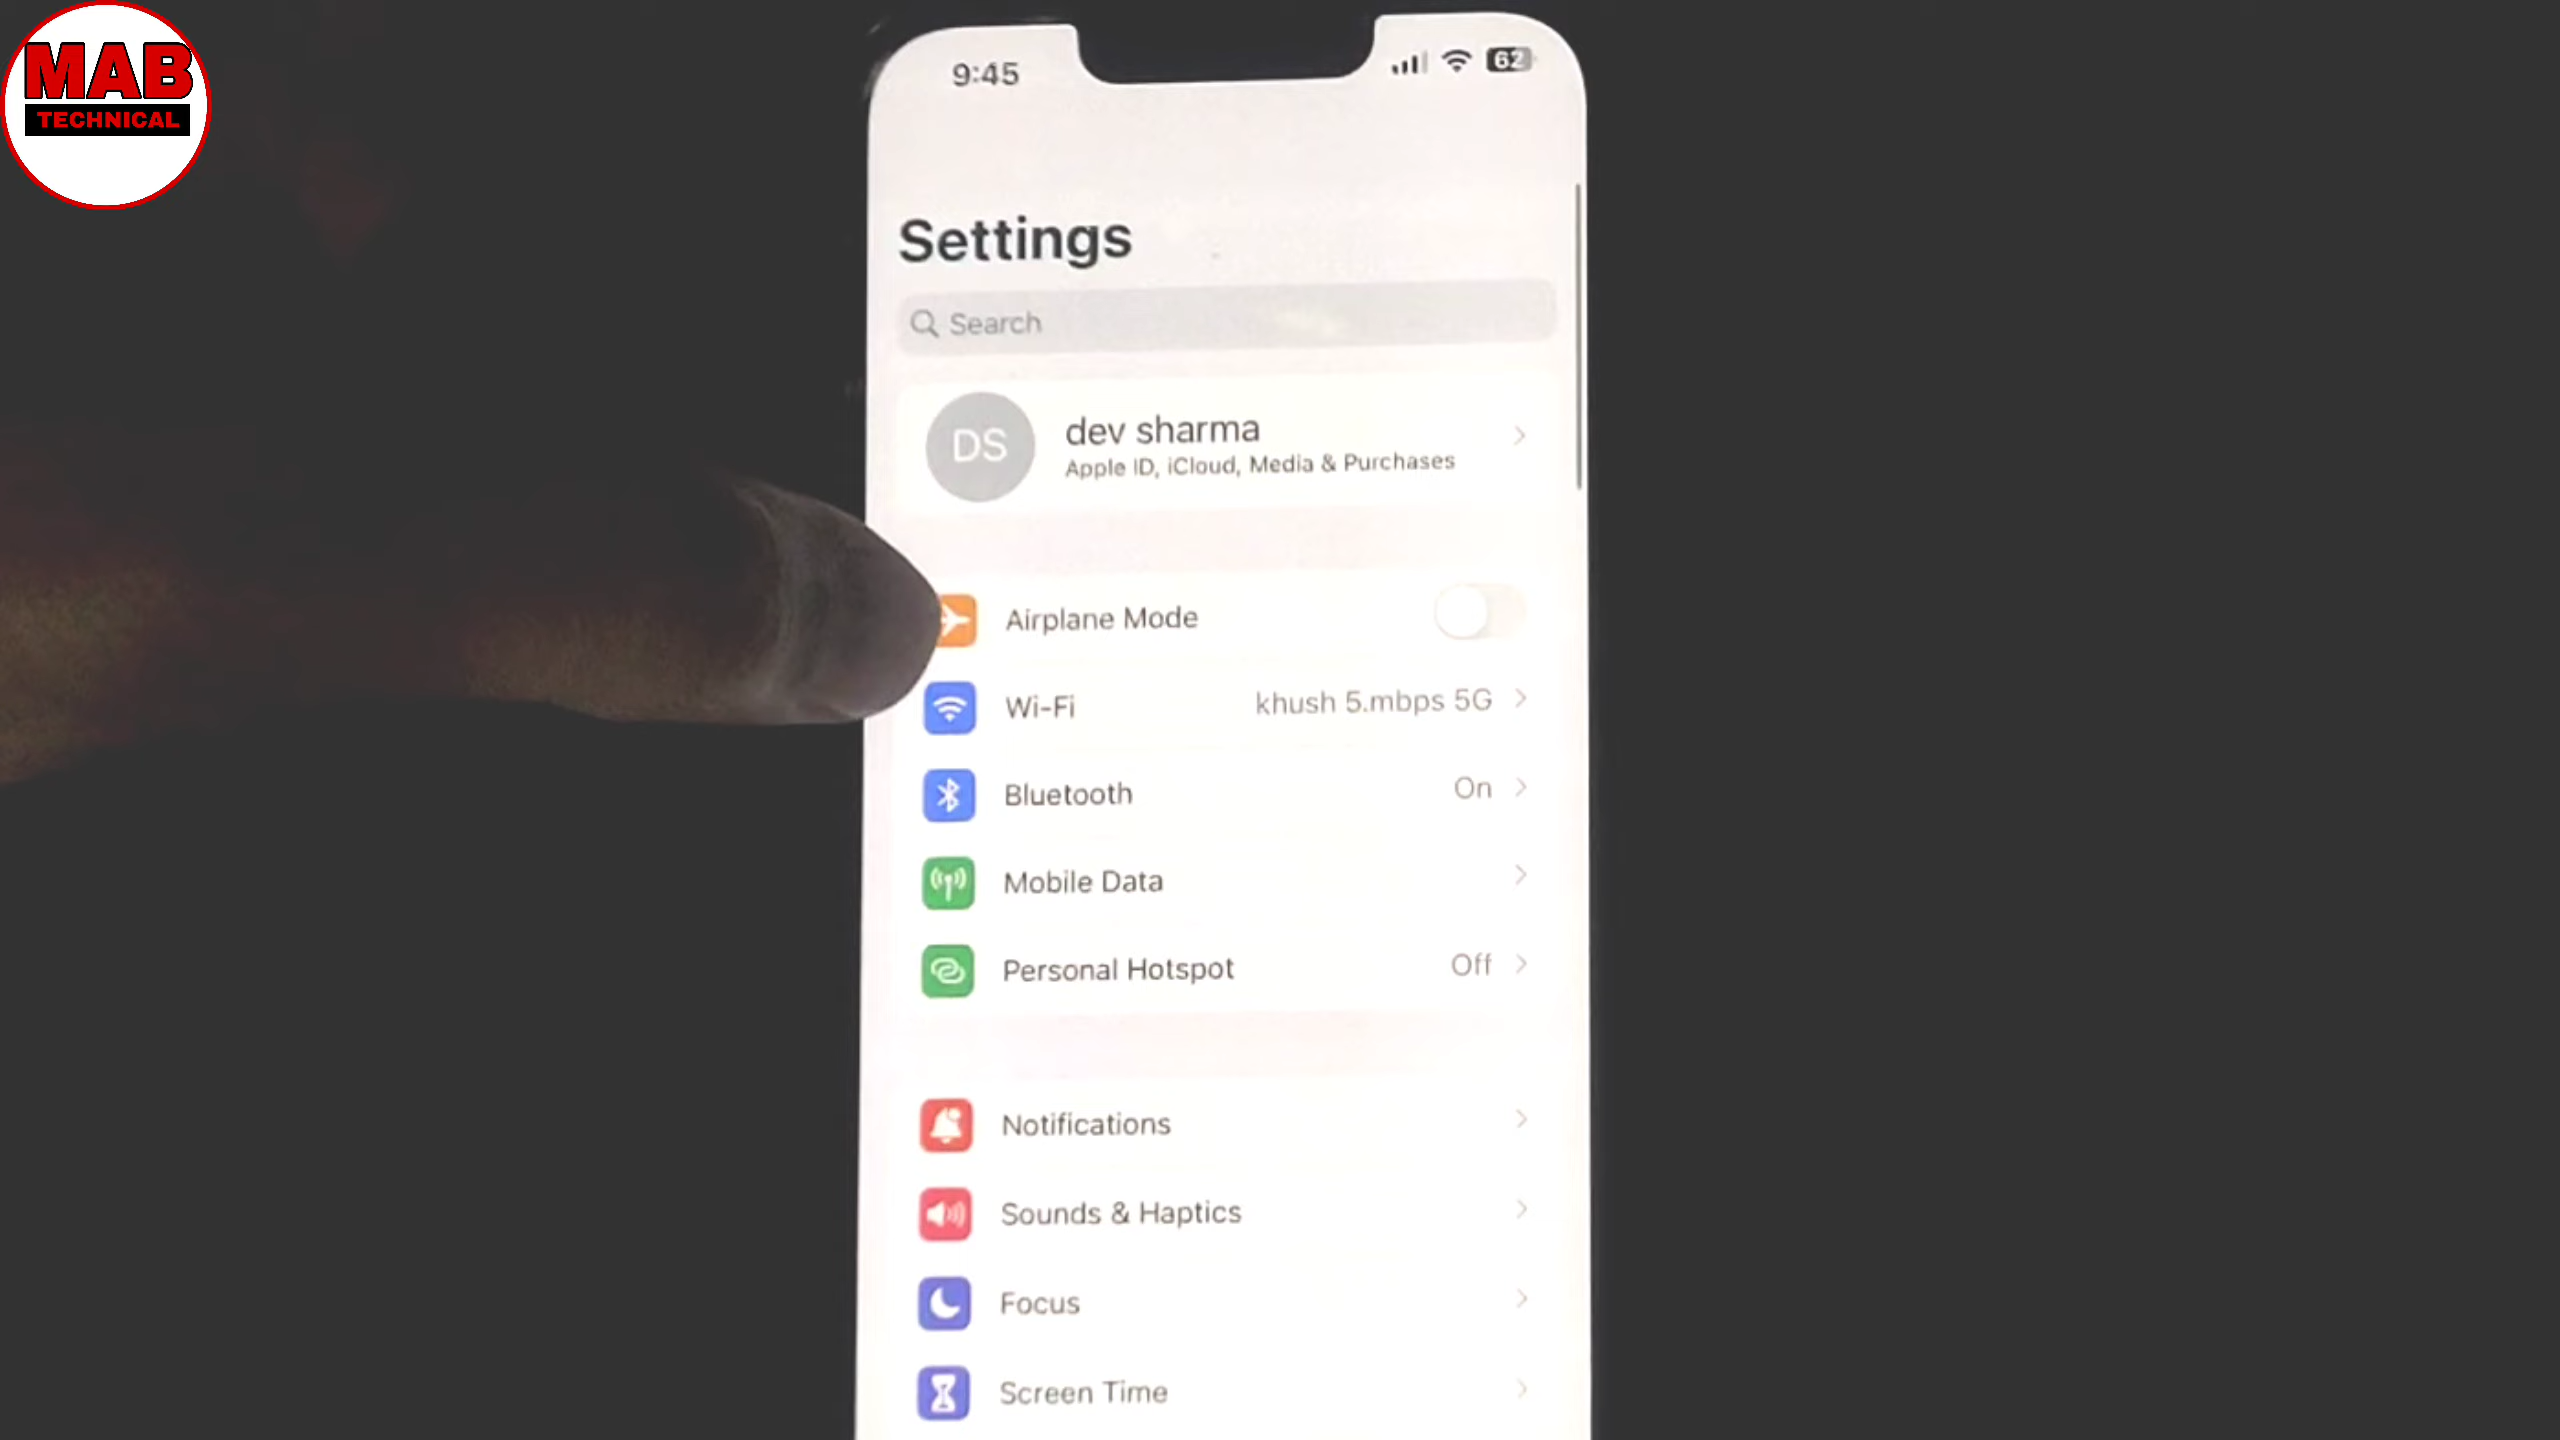 MAB
TECHNICAL
9:45
62
Settings
Search
DS
dev sharma
Apple ID, iCloud, Media & Purchases
Airplane Mode
Wi-Fi
khush 5.mbps 5G
Bluetooth
On
Mobile Data
Personal Hotspot
Off
Notifications
Sounds & Haptics
Focus
Screen Time